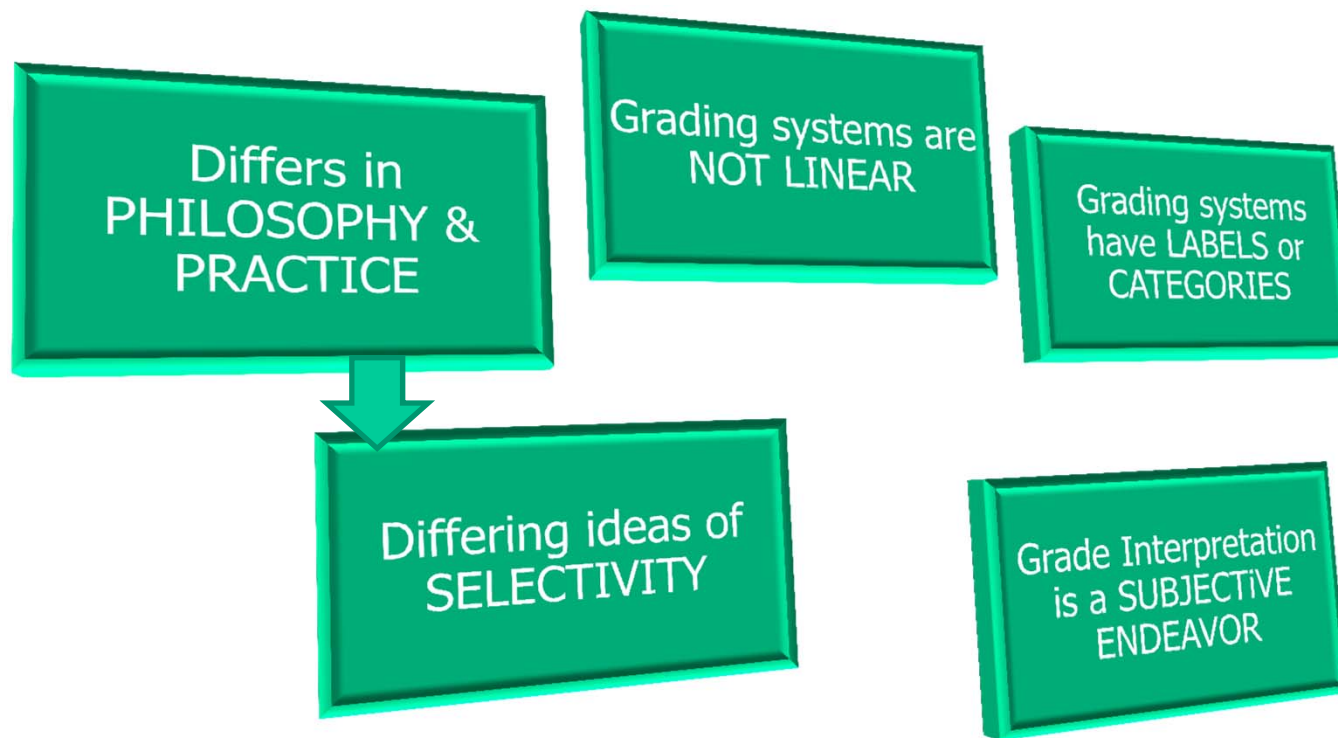 Differs in
PHILOSOPHY &
PRACTICE
Grading systems are
NOT LINEAR
Grading systems
have LABELS or
CATEGORIES
Differing ideas of
SELECTIVITY
Grade Interpretation
is a SUBJECTiVE
ENDEAVOR